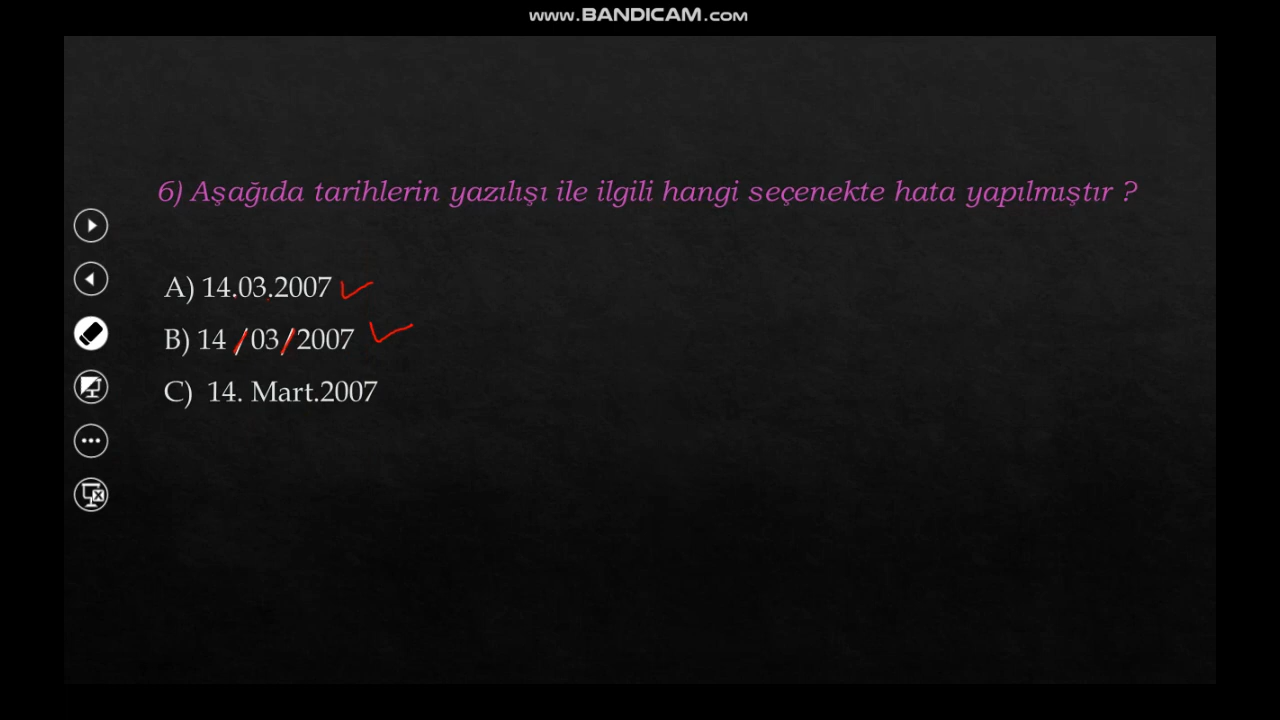 www.BANDICAM.com
6) Aşağıda tarihlerin yazılışı ile ilgili hangi seçenekte hata yapılmıştır ?
A) 14.03.2007
B) 14 /03/2007
C) 14. Mart.2007